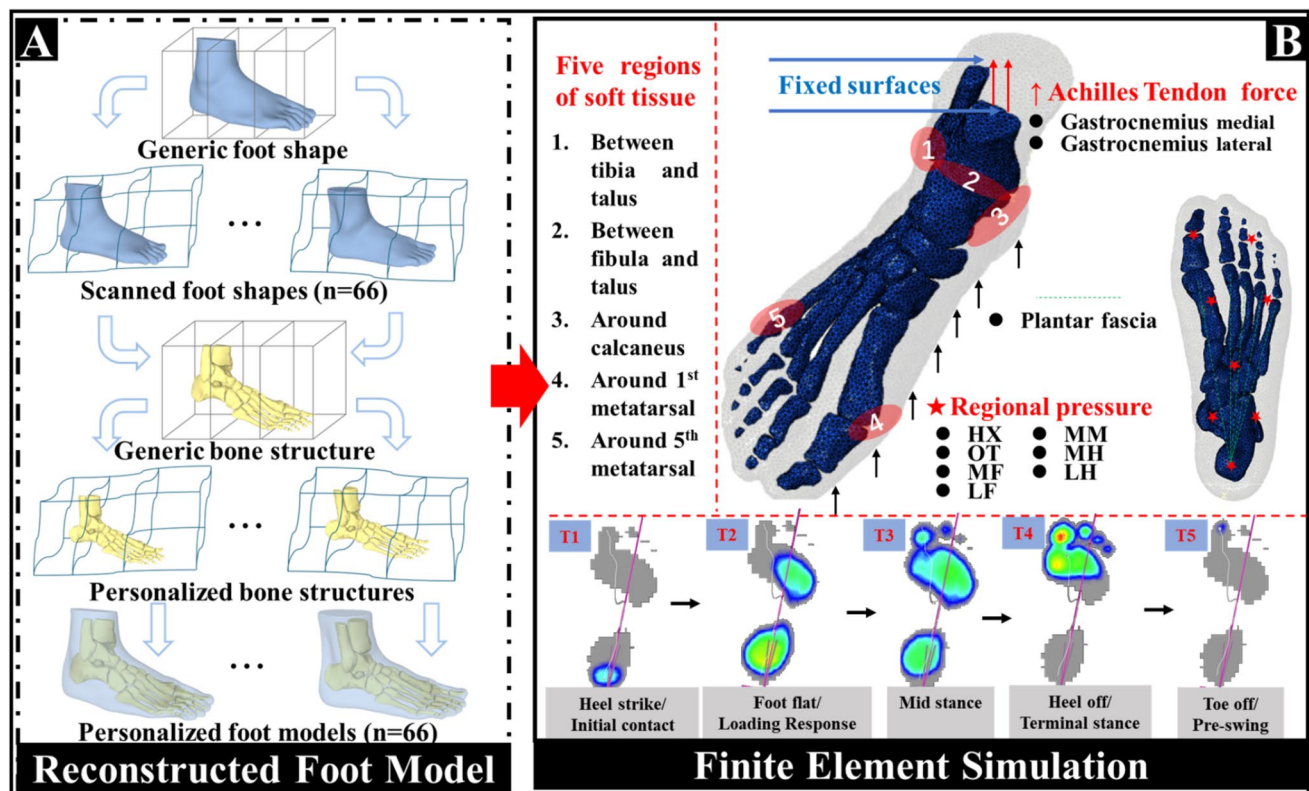 A
Generic foot shape
...
Scanned foot shapes (n=66)
Generic bone structure
...
Personalized bone structures
...
Personalized foot models (n=66)
Reconstructed Foot Model
B
Five regions
of soft tissue
1. Between
tibia and
talus
2. Between
fibula and
talus
3. Around
calcaneus
4. Around 1st
metatarsal
5. Around 5th
metatarsal
Fixed surfaces
↑ Achilles Tendon force
● Gastrocnemius medial
● Gastrocnemius lateral
1
2
3
5
4
● Plantar fascia
★ Regional pressure
● HX ● MM
● OT ● MH
● MF ● LH
● LF
T1
T2
T3
T4
T5
Heel strike/
Initial contact
Foot flat/
Loading Response
Mid stance
Heel off/
Terminal stance
Toe off/
Pre-swing
Finite Element Simulation